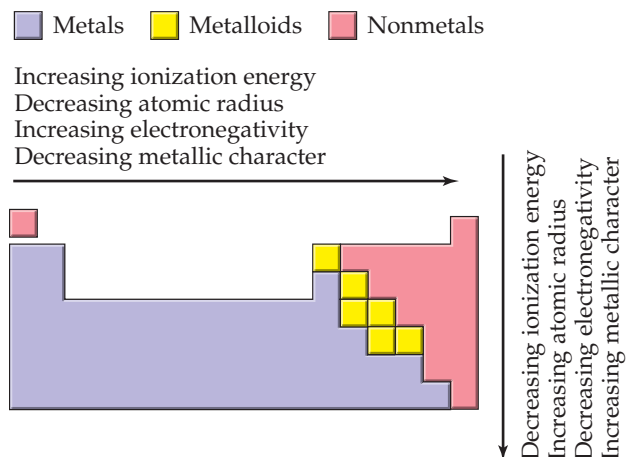 Metals Metalloids Nonmetals
Increasing ionization energy
Decreasing atomic radius
Increasing electronegativity
Decreasing metallic character
Decreasing ionization energy
Increasing atomic radius
Decreasing electronegativity
Increasing metallic character